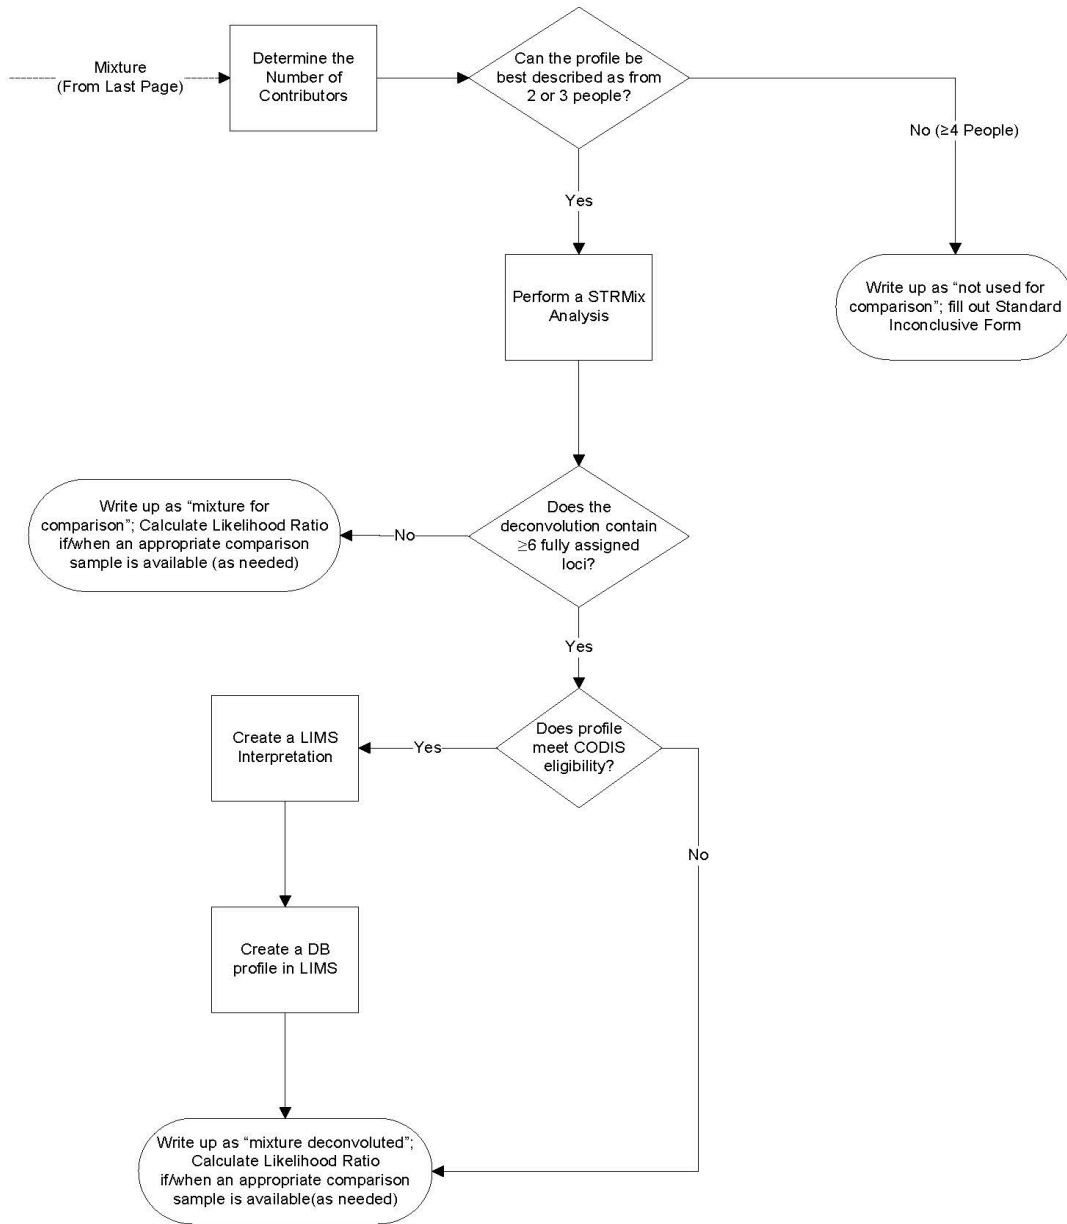 Mixture
(From Last Page)
Determine the
Number of
Contributors
Can the profile be
best described as from
2 or 3 people?
No (≥4 People)
Yes
Write up as “not used for
comparison”; fill out Standard
Inconclusive Form
Perform a STRMix
Analysis
Does the
deconvolution contain
≥6 fully assigned
loci?
No
Write up as “mixture for
comparison”; Calculate Likelihood Ratio
if/when an appropriate comparison
sample is available (as needed)
Yes
Does profile
meet CODIS
eligibility?
Yes
Create a LIMS
Interpretation
No
Create a DB
profile in LIMS
Write up as “mixture deconvoluted”;
Calculate Likelihood Ratio
if/when an appropriate comparison
sample is available(as needed)